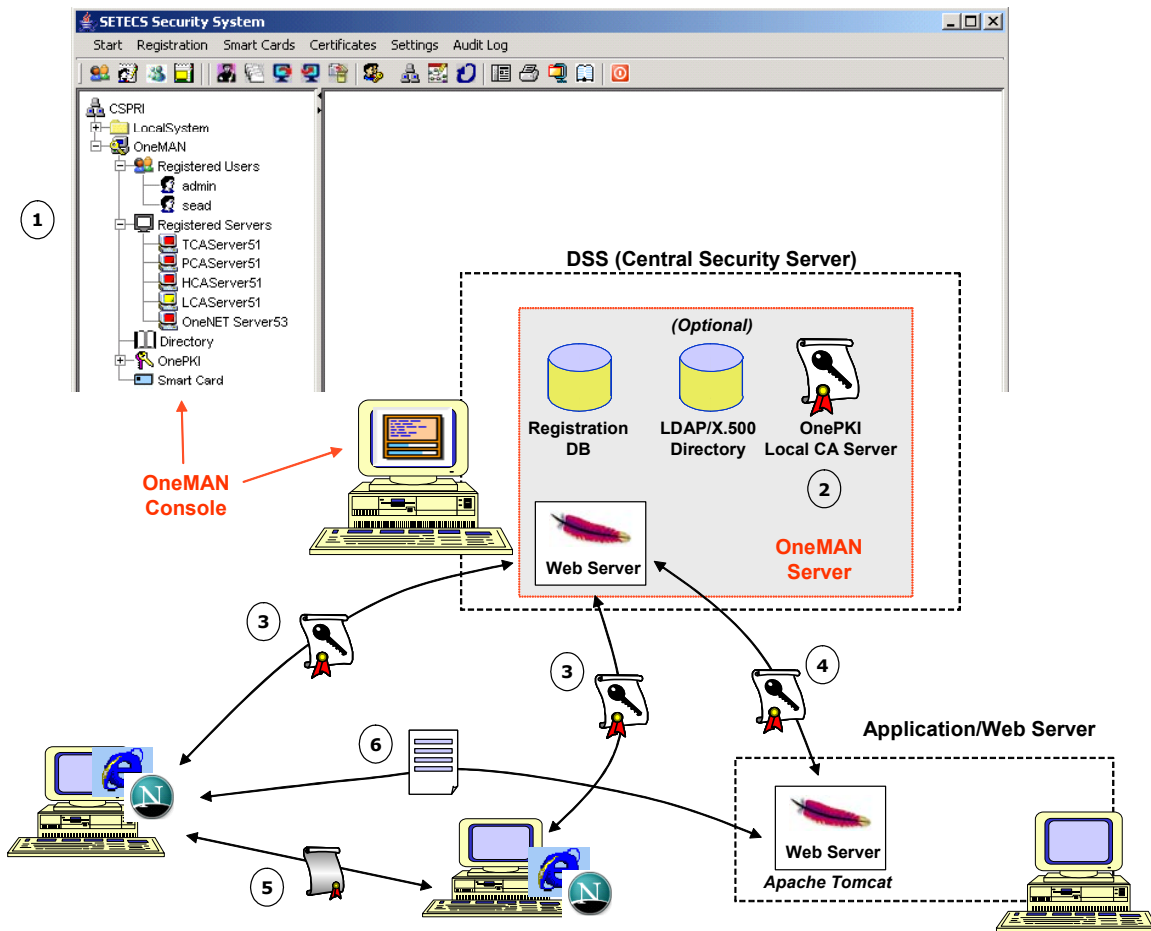 SETECS Security System
Start Registration Smart Cards Certificates Settings Audit Log
CSPRI
LocalSystem
OneMAN
Registered Users
admin
sead
1
Registered Servers
TCAServer51
PCAServer51
HCAServer51
LCAServer51
OneNET Server53
Directory
OnePKI
Smart Card
DSS (Central Security Server)
(Optional)
Registration
DB
LDAP/X.500
Directory
OnePKI
Local CA Server
2
OneMAN
Console
Web Server
OneMAN
Server
3
3
4
Application/Web Server
6
N
Web Server
Apache Tomcat
5
N